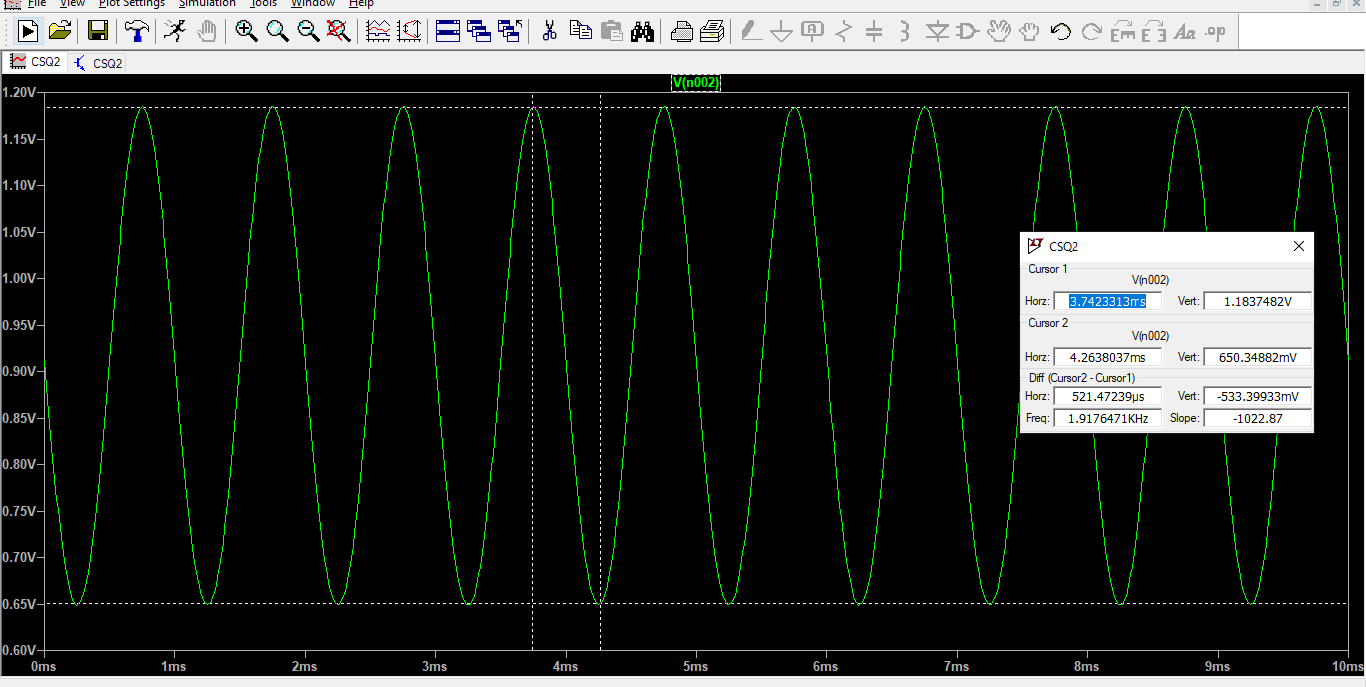 File View Plot Settings Simulation Tools Window Help
CSQ2 CSQ2
V(n002)
1.20V
1.15V
1.10V
1.05V
1.00V
0.95V
0.90V
0.85V
0.80V
0.75V
0.70V
0.65V
0.60V
0ms 1ms 2ms 3ms 4ms 5ms 6ms 7ms 8ms 9ms 10ms
CSQ2
Cursor 1
V(n002)
Horz: 3.7423313ms Vert: 1.1837482V
Cursor 2
V(n002)
Horz: 4.2638037ms Vert: 650.34882mV
Diff (Cursor2 - Cursor1)
Horz: 521.47239µs Vert: -533.39933mV
Freq: 1.9176471KHz Slope: -1022.87